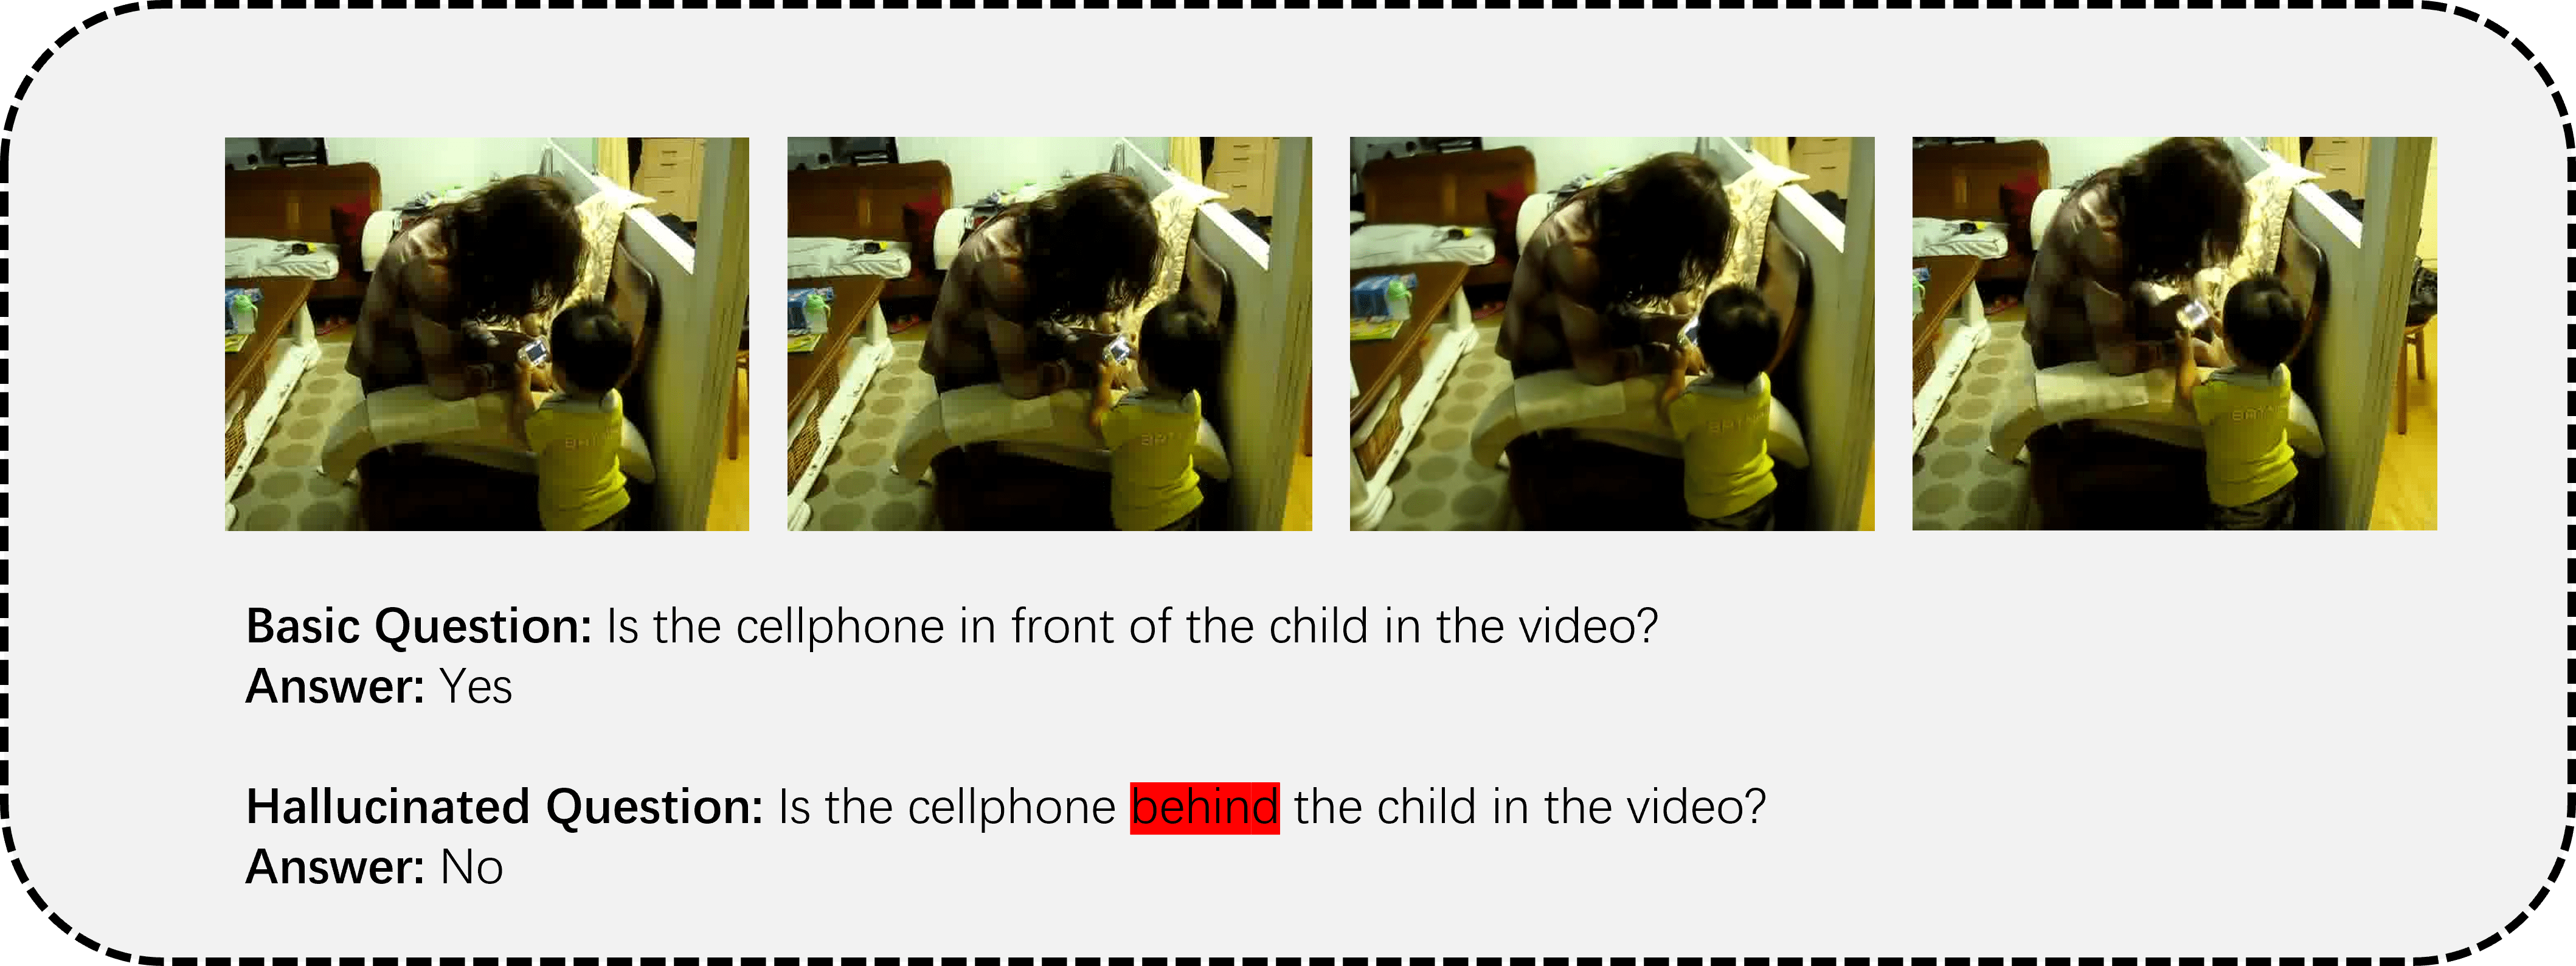 Basic Question: Is the cellphone in front of the child in the video?
Answer: Yes
Hallucinated Question: Is the cellphone behind the child in the video?
Answer: No